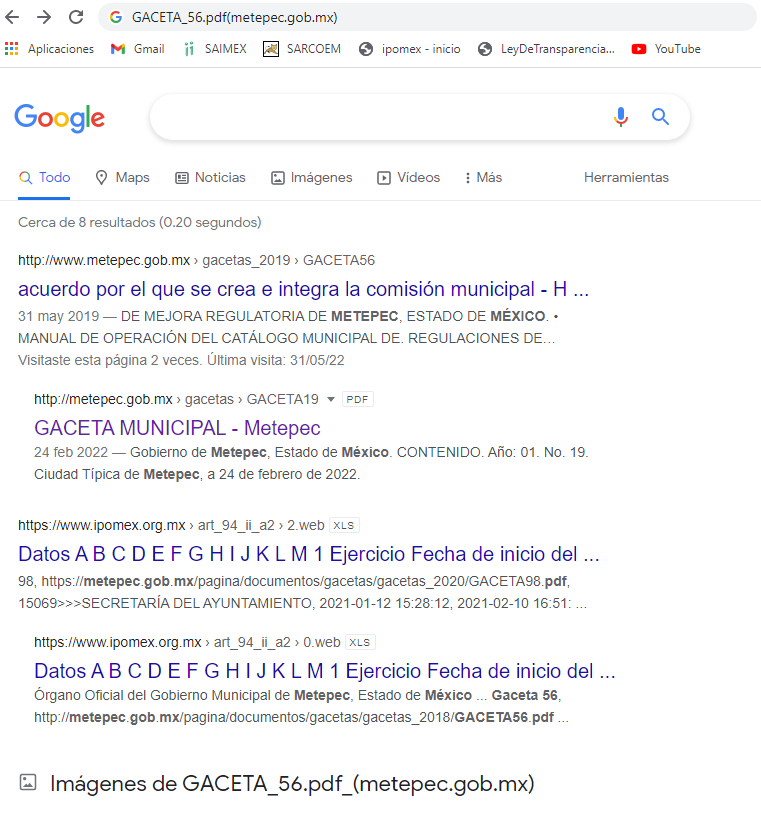 GACETA_56.pdf(metepec.gob.mx)
Aplicaciones Gmail SAIMEX SARCOEM ipomex - inicio LeyDeTransparencia... YouTube
Google
Todo Maps Noticias Imágenes Vídeos Más Herramientas
Cerca de 8 resultados (0.20 segundos)
http://www.metepec.gob.mx › gacetas_2019 › GACETA56
acuerdo por el que se crea e integra la comisión municipal - H ...
31 may 2019 — DE MEJORA REGULATORIA DE METEPEC, ESTADO DE MÉXICO. •
MANUAL DE OPERACIÓN DEL CATÁLOGO MUNICIPAL DE. REGULACIONES DE…
Visitaste esta página 2 veces. Última visita: 31/05/22
http://metepec.gob.mx › gacetas › GACETA19 PDF
GACETA MUNICIPAL - Metepec
24 feb 2022 — Gobierno de Metepec, Estado de México. CONTENIDO. Año: 01. No. 19.
Ciudad Típica de Metepec, a 24 de febrero de 2022.
https://www.ipomex.org.mx › art_94_ii_a2 › 2.web XLS
Datos A B C D E F G H I J K L M 1 Ejercicio Fecha de inicio del ...
98, https://metepec.gob.mx/pagina/documentos/gacetas/gacetas_2020/GACETA98.pdf,
15069>>>SECRETARÍA DEL AYUNTAMIENTO, 2021-01-12 15:28:12, 2021-02-10 16:51: ...
https://www.ipomex.org.mx › art_94_ii_a2 › 0.web XLS
Datos A B C D E F G H I J K L M 1 Ejercicio Fecha de inicio del ...
Órgano Oficial del Gobierno Municipal de Metepec, Estado de México ... Gaceta 56,
http://metepec.gob.mx/pagina/documentos/gacetas/gacetas_2018/GACETA56.pdf ...
Imágenes de GACETA_56.pdf_(metepec.gob.mx)